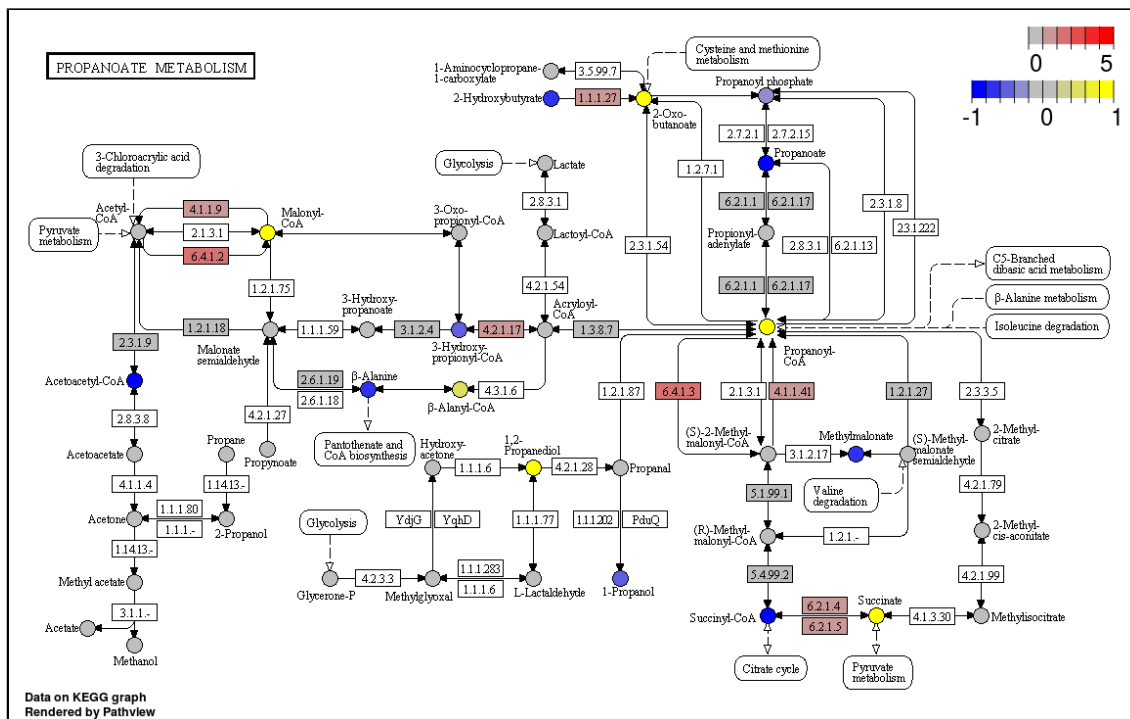 PROPANOATE METABOLISM
0
5
-1
0
1
Cysteine and methionine
metabolism
1-Aminocyclopropane-
1-carboxylate
3.5.99.7
Propanoyl phosphate
2-Hydroxybutyrate
1.1.1.27
2-Oxo-
butanoate
2.7.2.1
2.7.2.15
3-Chloroacrylic acid
degradation
Glycolysis
Lactate
Propanoate
1.2.7.1
2.8.3.1
6.2.1.1
6.2.1.17
2.3.1.8
Acetyl-
CoA
4.1.1.9
Malonyl-
CoA
3-Oxo-
propionyl-CoA
Pyruvate
metabolism
2.1.3.1
Lactoyl-CoA
Propionyl-
adenylate
2.3.1.54
2.8.3.1
6.2.1.13
2.3.1.222
6.4.1.2
C5-Branched
dibasic acid metabolism
1.2.1.75
4.2.1.54
6.2.1.1
6.2.1.17
β-Alanine metabolism
3-Hydroxy-
propanoate
Acryloyl-
CoA
Isoleucine degradation
1.2.1.18
1.1.1.59
3.1.2.4
4.2.1.17
1.3.8.7
2.3.1.9
Malonate
semialdehyde
3-Hydroxy-
propionyl-CoA
Propanoyl-
CoA
Acetoacetyl-CoA
2.6.1.19
β-Alanine
2.6.1.18
β-Alanyl-CoA
4.3.1.6
1.2.1.87
6.4.1.3
2.1.3.1
4.1.1.41
1.2.1.27
2.3.3.5
2.8.3.8
4.2.1.27
Pantothenate and
CoA biosynthesis
Hydroxy-
acetone
1,2-
Propanediol
(S)-2-Methyl-
malonyl-CoA
Methylmalonate
(S)-Methyl-
malonate
semialdehyde
2-Methyl-
citrate
Acetoacetate
Propane
Propynoate
1.1.1.6
4.2.1.28
Propanal
3.1.2.17
4.1.1.4
1.14.13.-
Valine
degradation
4.2.1.79
5.1.99.1
Acetone
1.1.1.80
1.1.1.-
2-Propanol
Glycolysis
YdjG
YqhD
1.1.1.77
1.1.1.202
PduQ
(R)-Methyl-
malonyl-CoA
1.2.1.-
2-Methyl-
cis-aconitate
1.14.13.-
Methyl acetate
4.2.3.3
1.1.1.283
1.1.1.6
5.4.99.2
4.2.1.99
Glycerone-P
Methylglyoxal
L-Lactaldehyde
1-Propanol
3.1.1.-
Acetate
Methanol
Succinyl-CoA
6.2.1.4
6.2.1.5
Succinate
4.1.3.30
Methylisocitrate
Citrate cycle
Pyruvate
metabolism
Data on KEGG graph
Rendered by Pathview